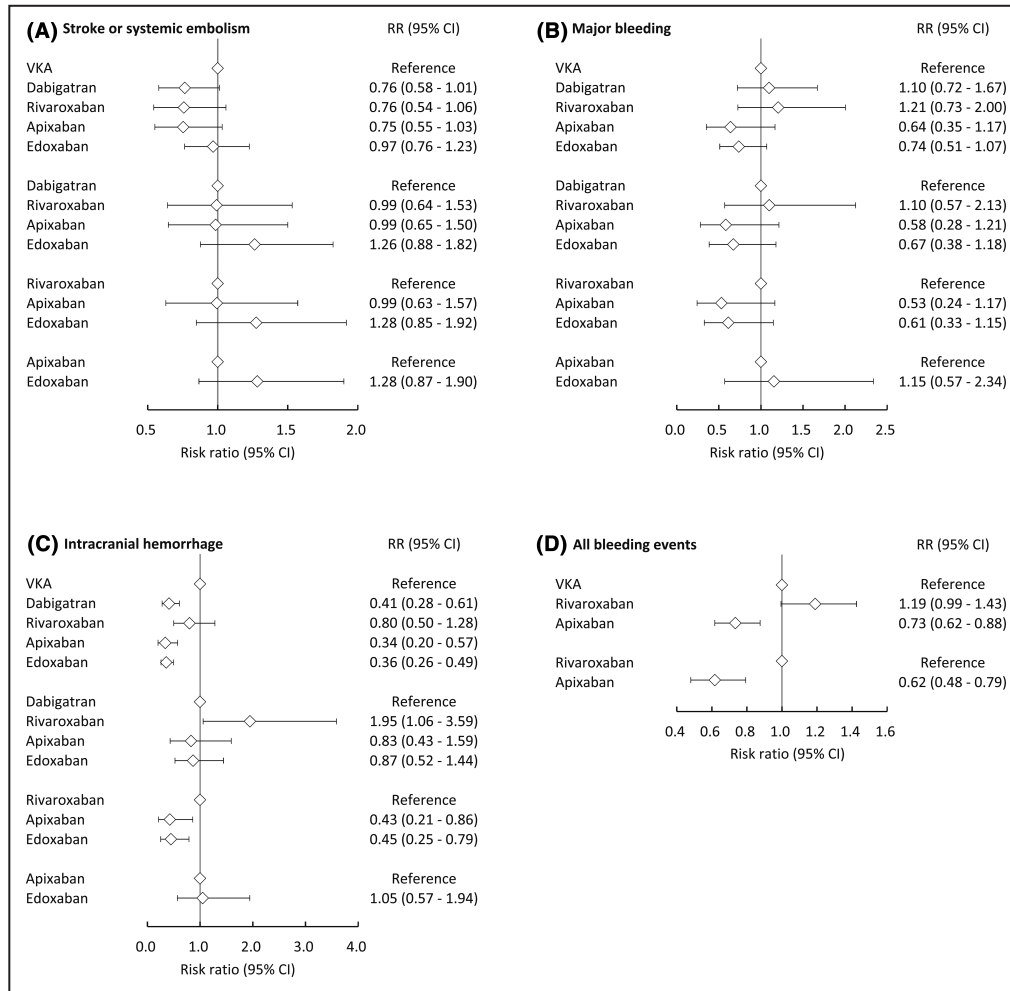 (A) Stroke or systemic embolism RR (95% CI)
VKA Reference
Dabigatran 0.76 (0.58 - 1.01)
Rivaroxaban 0.76 (0.54 - 1.06)
Apixaban 0.75 (0.55 - 1.03)
Edoxaban 0.97 (0.76 - 1.23)
Dabigatran Reference
Rivaroxaban 0.99 (0.64 - 1.53)
Apixaban 0.99 (0.65 - 1.50)
Edoxaban 1.26 (0.88 - 1.82)
Rivaroxaban Reference
Apixaban 0.99 (0.63 - 1.57)
Edoxaban 1.28 (0.85 - 1.92)
Apixaban Reference
Edoxaban 1.28 (0.87 - 1.90)
0.5 1.0 1.5 2.0
Risk ratio (95% CI)
(B) Major bleeding RR (95% CI)
VKA Reference
Dabigatran 1.10 (0.72 - 1.67)
Rivaroxaban 1.21 (0.73 - 2.00)
Apixaban 0.64 (0.35 - 1.17)
Edoxaban 0.74 (0.51 - 1.07)
Dabigatran Reference
Rivaroxaban 1.10 (0.57 - 2.13)
Apixaban 0.58 (0.28 - 1.21)
Edoxaban 0.67 (0.38 - 1.18)
Rivaroxaban Reference
Apixaban 0.53 (0.24 - 1.17)
Edoxaban 0.61 (0.33 - 1.15)
Apixaban Reference
Edoxaban 1.15 (0.57 - 2.34)
0.0 0.5 1.0 1.5 2.0 2.5
Risk ratio (95% CI)
(C) Intracranial hemorrhage RR (95% CI)
VKA Reference
Dabigatran 0.41 (0.28 - 0.61)
Rivaroxaban 0.80 (0.50 - 1.28)
Apixaban 0.34 (0.20 - 0.57)
Edoxaban 0.36 (0.26 - 0.49)
Dabigatran Reference
Rivaroxaban 1.95 (1.06 - 3.59)
Apixaban 0.83 (0.43 - 1.59)
Edoxaban 0.87 (0.52 - 1.44)
Rivaroxaban Reference
Apixaban 0.43 (0.21 - 0.86)
Edoxaban 0.45 (0.25 - 0.79)
Apixaban Reference
Edoxaban 1.05 (0.57 - 1.94)
0.0 1.0 2.0 3.0 4.0
Risk ratio (95% CI)
(D) All bleeding events RR (95% CI)
VKA Reference
Rivaroxaban 1.19 (0.99 - 1.43)
Apixaban 0.73 (0.62 - 0.88)
Rivaroxaban Reference
Apixaban 0.62 (0.48 - 0.79)
0.4 0.6 0.8 1.0 1.2 1.4 1.6
Risk ratio (95% CI)